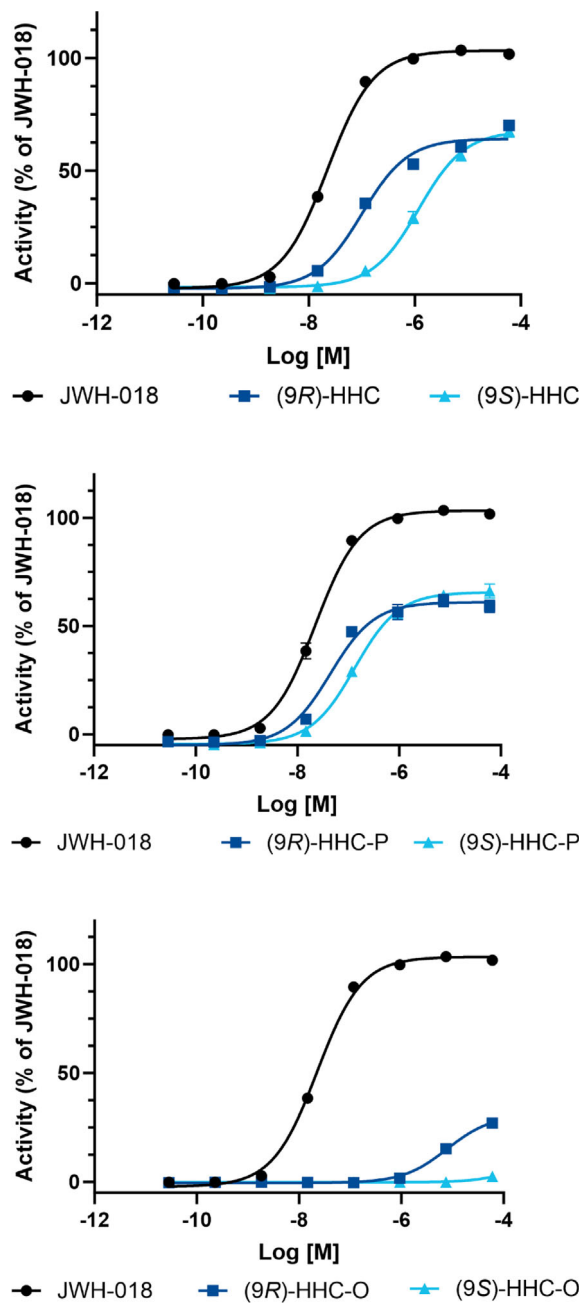 Activity (% of JWH-018)
100
50
0
-12 -10 -8 -6 -4
Log [M]
JWH-018 (9R)-HHC (9S)-HHC
Activity (% of JWH-018)
100
50
0
-12 -10 -8 -6 -4
Log [M]
JWH-018 (9R)-HHC-P (9S)-HHC-P
Activity (% of JWH-018)
100
50
0
-12 -10 -8 -6 -4
Log [M]
JWH-018 (9R)-HHC-O (9S)-HHC-O